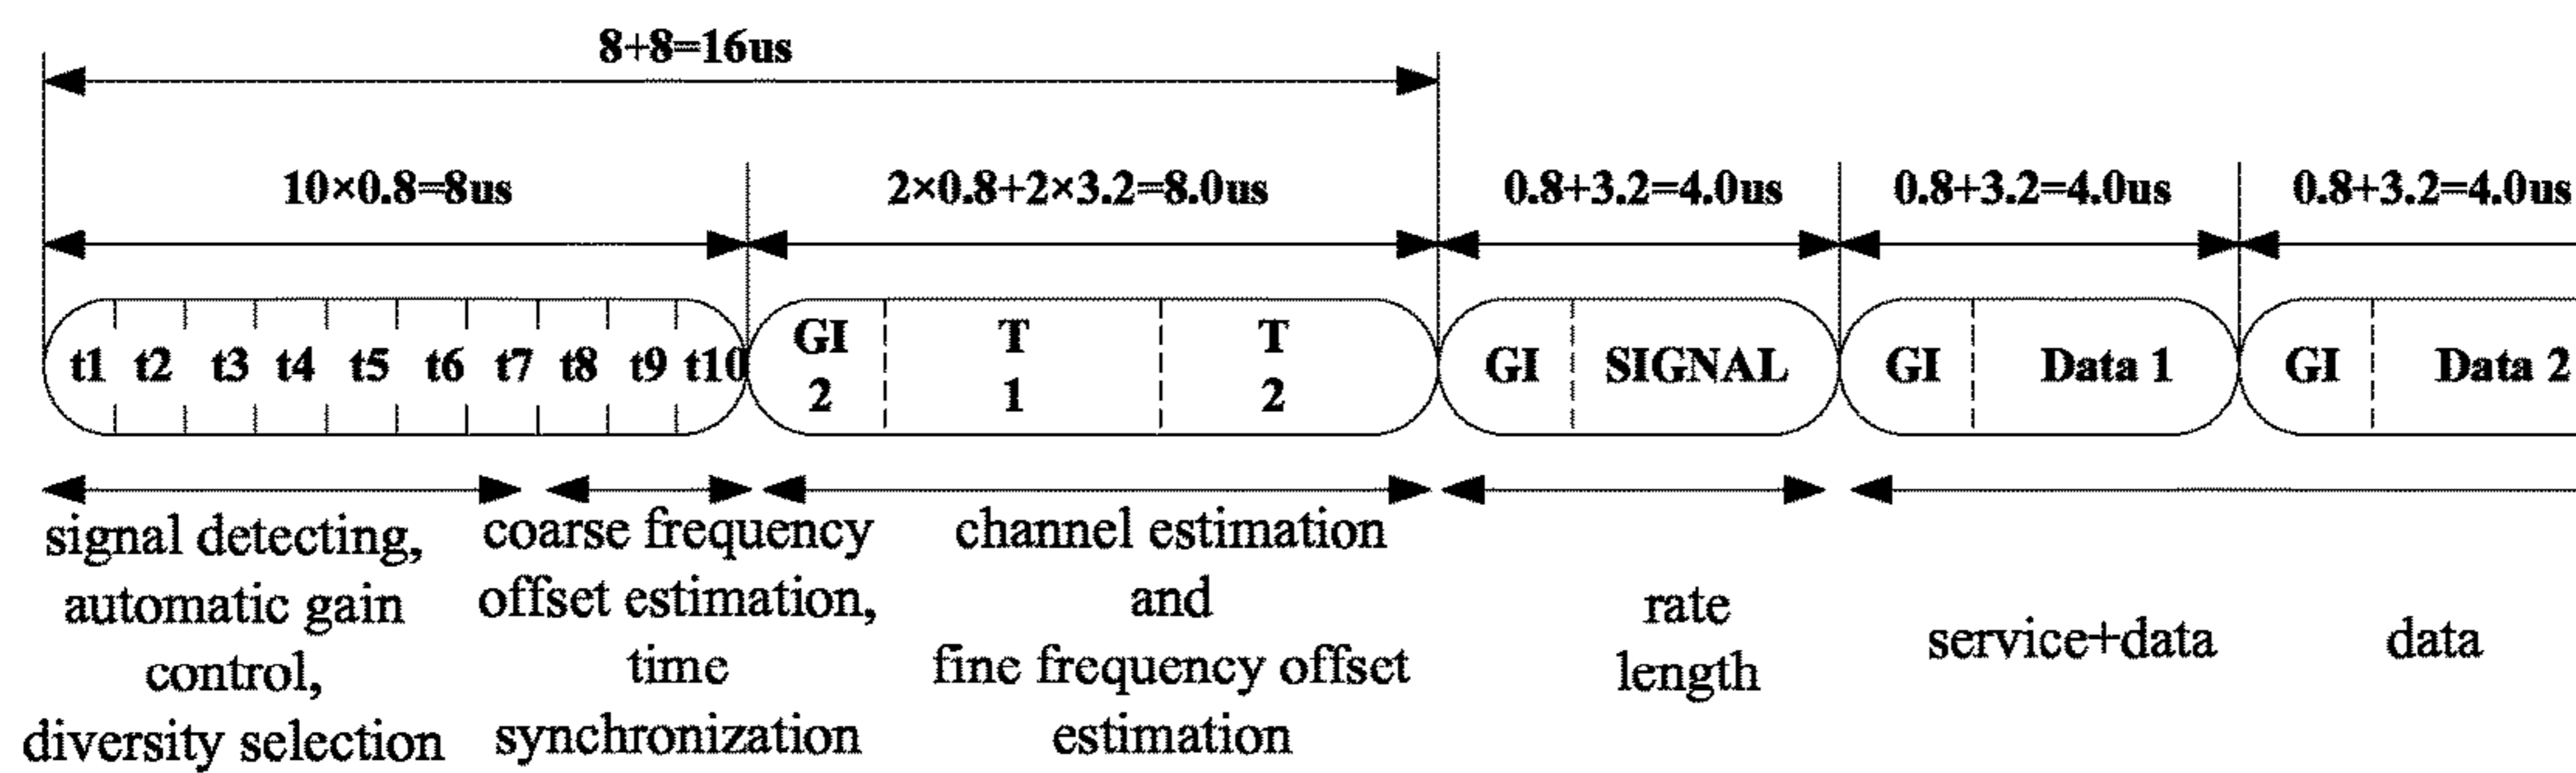 8+8=16us
10×0.8=8us
2×0.8+2×3.2=8.0us
0.8+3.2=4.0us
0.8+3.2=4.0us
0.8+3.2=4.0us
t1 t2 t3 t4 t5 t6 t7 t8 t9 t10
GI
2
T
1
T
2
GI
SIGNAL
GI
Data 1
GI
Data 2
signal detecting,
automatic gain
control,
diversity selection
coarse frequency
offset estimation,
time
synchronization
channel estimation
and
fine frequency offset
estimation
rate
length
service+data
data